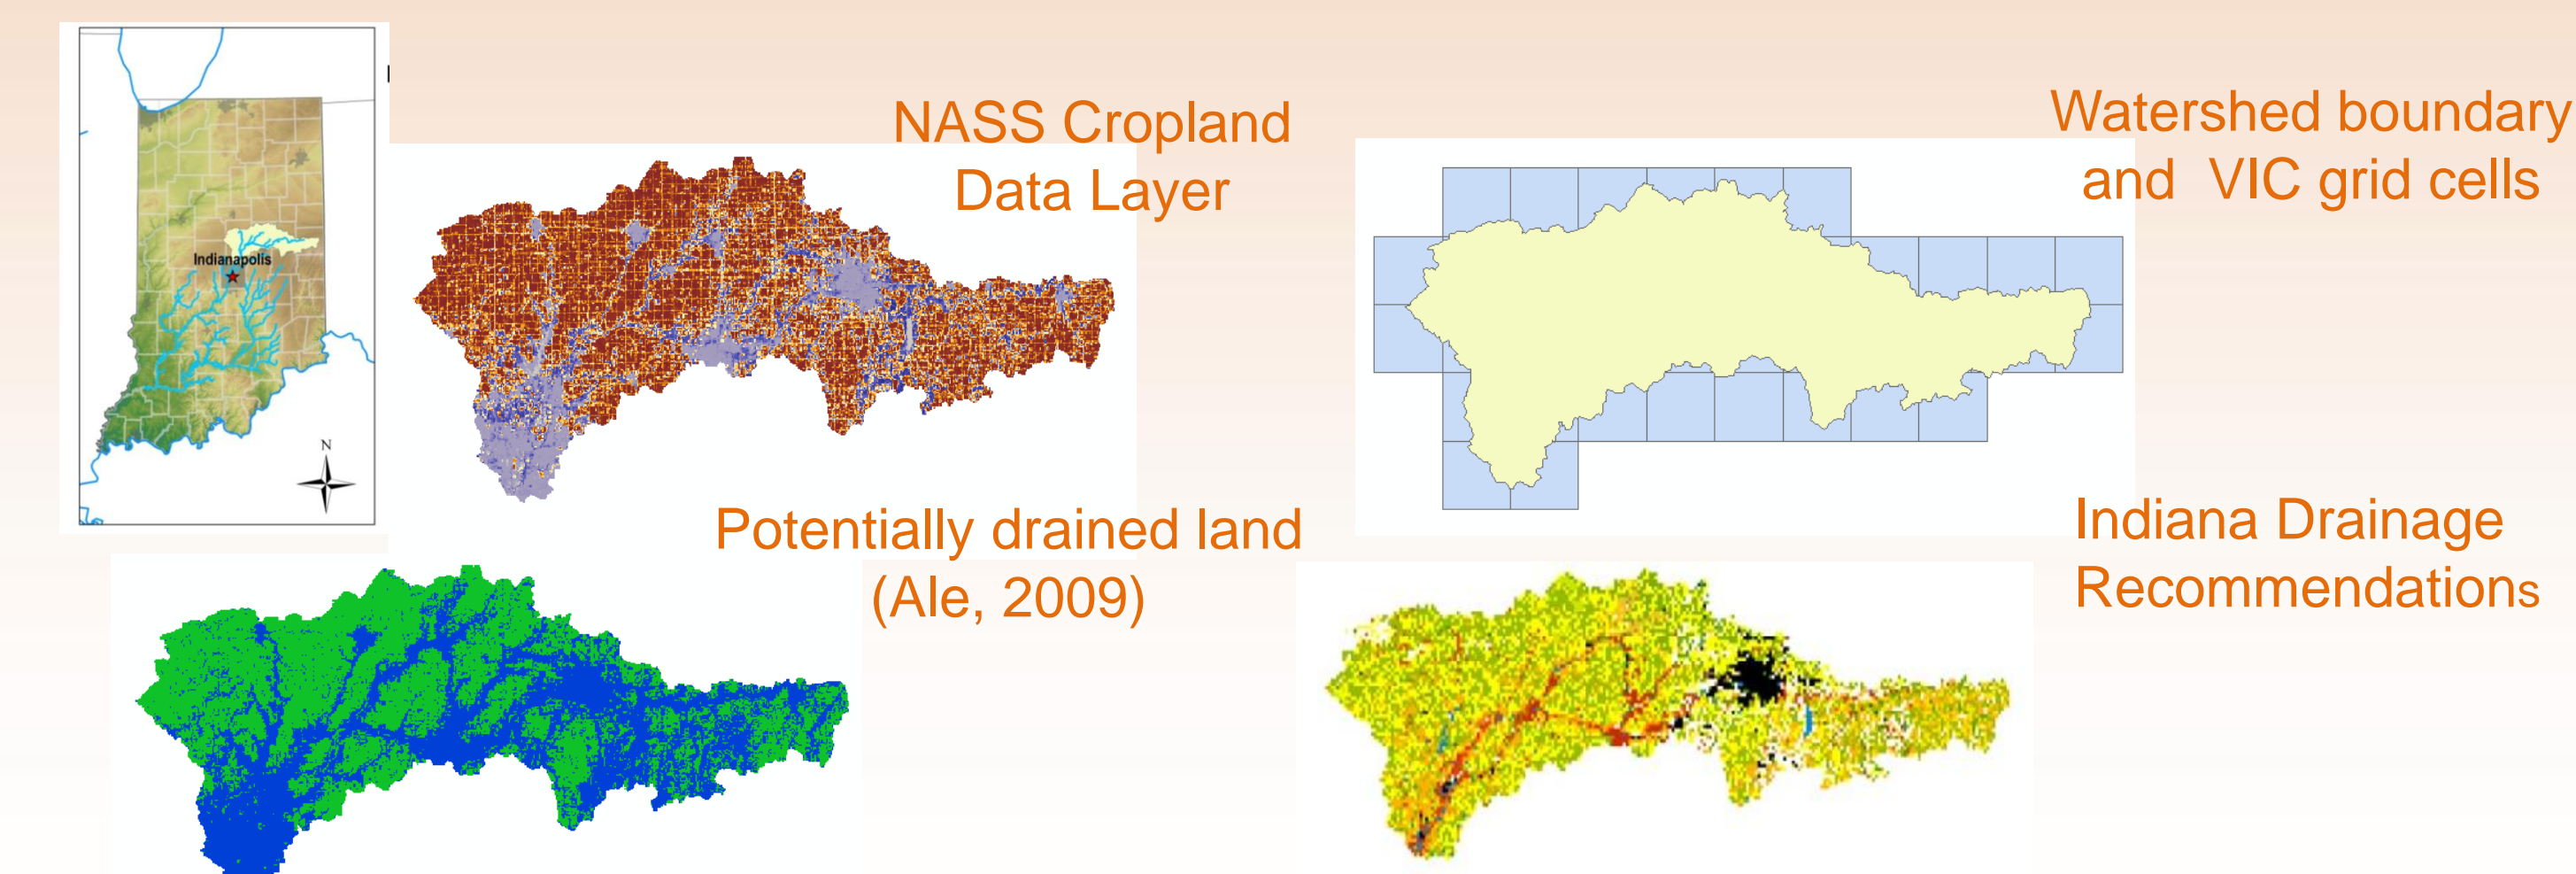 Indianapolis
N
NASS Cropland
Data Layer
Watershed boundary
and VIC grid cells
Potentially drained land
(Ale, 2009)
Indiana Drainage
Recommendations